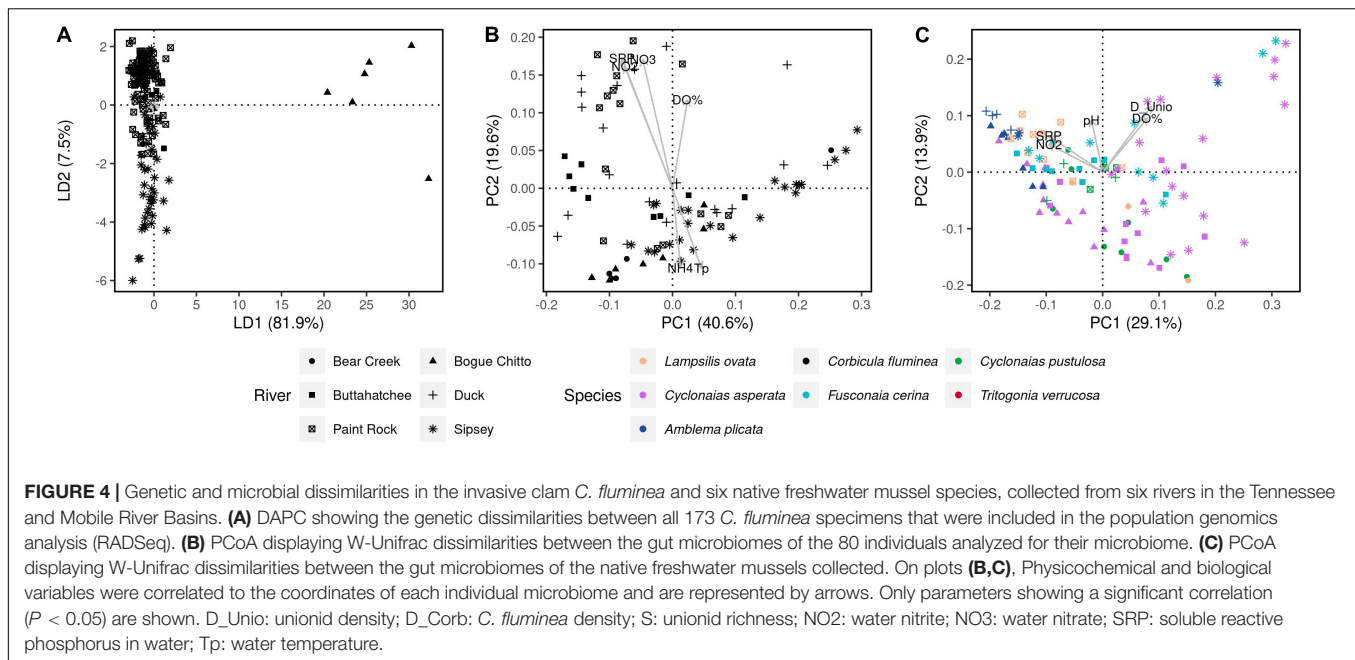 A
B
C
2
0
-2
-4
-6
LD2 (7.5%)
0 5 10 15 20 25 30
LD1 (81.9%)
0.20
0.15
0.10
0.05
0.00
-0.05
-0.10
PC2 (19.6%)
SRP
NO3
NO2
DO%
NH4
Tp
-0.2 -0.1 0.0 0.1 0.2 0.3
PC1 (40.6%)
0.2
0.1
0.0
-0.1
-0.2
PC2 (13.9%)
D_Unio
DO%
pH
SRP
NO2
-0.2 -0.1 0.0 0.1 0.2 0.3
PC1 (29.1%)
River
Bear Creek
Bogue Chitto
Buttahatchee
Duck
Paint Rock
Sipsey
Species
Lampsilis ovata
Corbicula fluminea
Cyclonaias pustulosa
Cyclonaias asperata
Fusconaia cerina
Tritogonia verrucosa
Amblema plicata
FIGURE 4 | Genetic and microbial dissimilarities in the invasive clam C. fluminea and six native freshwater mussel species, collected from six rivers in the Tennessee
and Mobile River Basins. (A) DAPC showing the genetic dissimilarities between all 173 C. fluminea specimens that were included in the population genomics
analysis (RADSeq). (B) PCoA displaying W-Unifrac dissimilarities between the gut microbiomes of the 80 individuals analyzed for their microbiome. (C) PCoA
displaying W-Unifrac dissimilarities between the gut microbiomes of the native freshwater mussels collected. On plots (B,C), Physicochemical and biological
variables were correlated to the coordinates of each individual microbiome and are represented by arrows. Only parameters showing a significant correlation
(P < 0.05) are shown. D_Unio: unionid density; D_Corb: C. fluminea density; S: unionid richness; NO2: water nitrite; NO3: water nitrate; SRP: soluble reactive
phosphorus in water; Tp: water temperature.